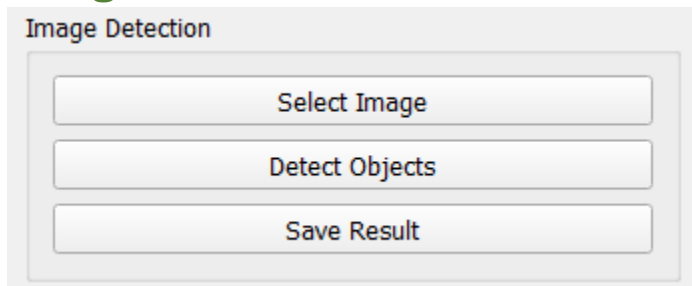 Image Detection
Select Image
Detect Objects
Save Result